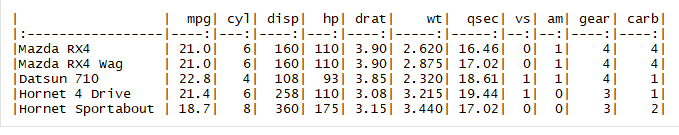 |                  |  mpg| cyl| disp|  hp| drat|    wt|  qsec| vs| am| gear| carb|
|:-----------------|----:|---:|----:|---:|----:|-----:|-----:|--:|--:|----:|----:|
|Mazda RX4         | 21.0|   6|  160| 110| 3.90| 2.620| 16.46|  0|  1|    4|    4|
|Mazda RX4 Wag     | 21.0|   6|  160| 110| 3.90| 2.875| 17.02|  0|  1|    4|    4|
|Datsun 710        | 22.8|   4|  108|  93| 3.85| 2.320| 18.61|  1|  1|    4|    1|
|Hornet 4 Drive    | 21.4|   6|  258| 110| 3.08| 3.215| 19.44|  1|  0|    3|    1|
|Hornet Sportabout | 18.7|   8|  360| 175| 3.15| 3.440| 17.02|  0|  0|    3|    2|